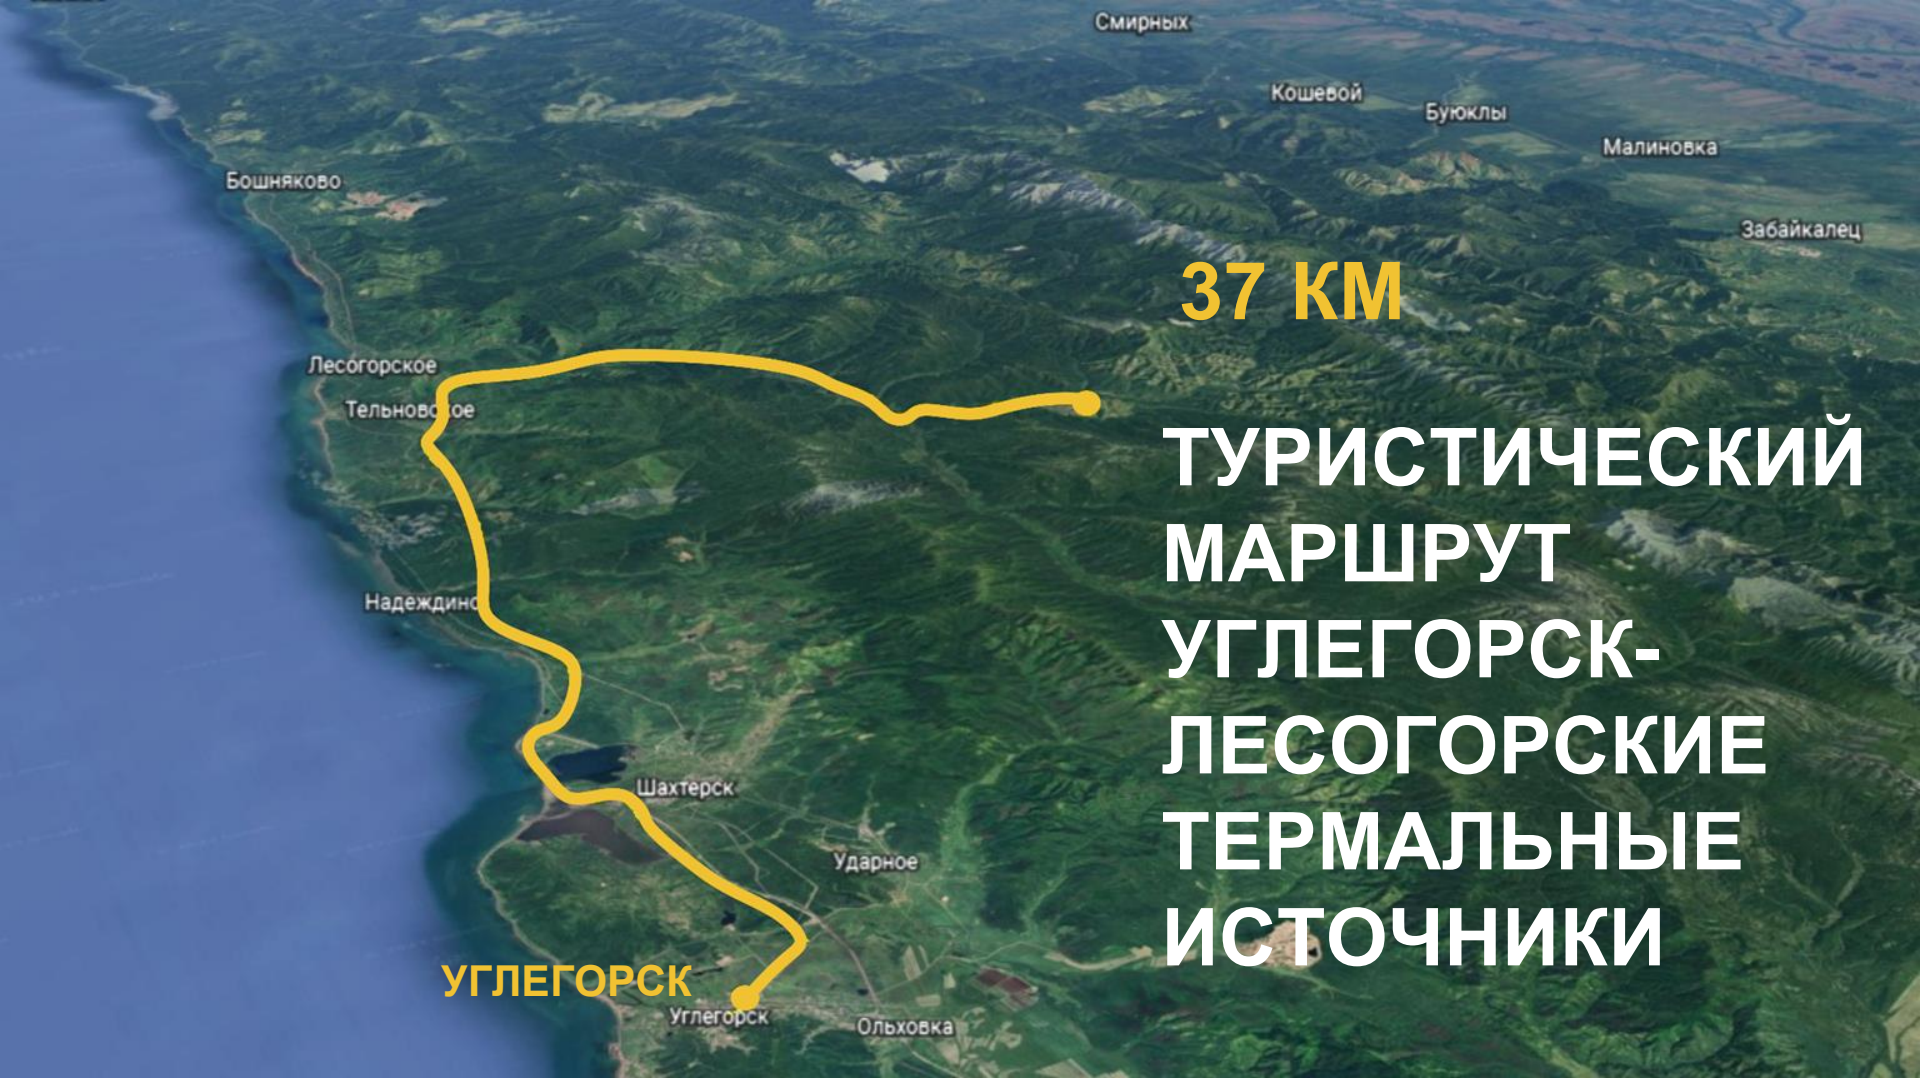 Смирных
Кошевой
Буюклы
Малиновка
Бошняково
Забайкалец
37 КМ
Лесогорское
Тельновское
ТУРИСТИЧЕСКИЙ
МАРШРУТ
УГЛЕГОРСК-
ЛЕСОГОРСКИЕ
ТЕРМАЛЬНЫЕ
ИСТОЧНИКИ
Надеждино
Шахтерск
Ударное
УГЛЕГОРСК
Углегорск
Ольховка